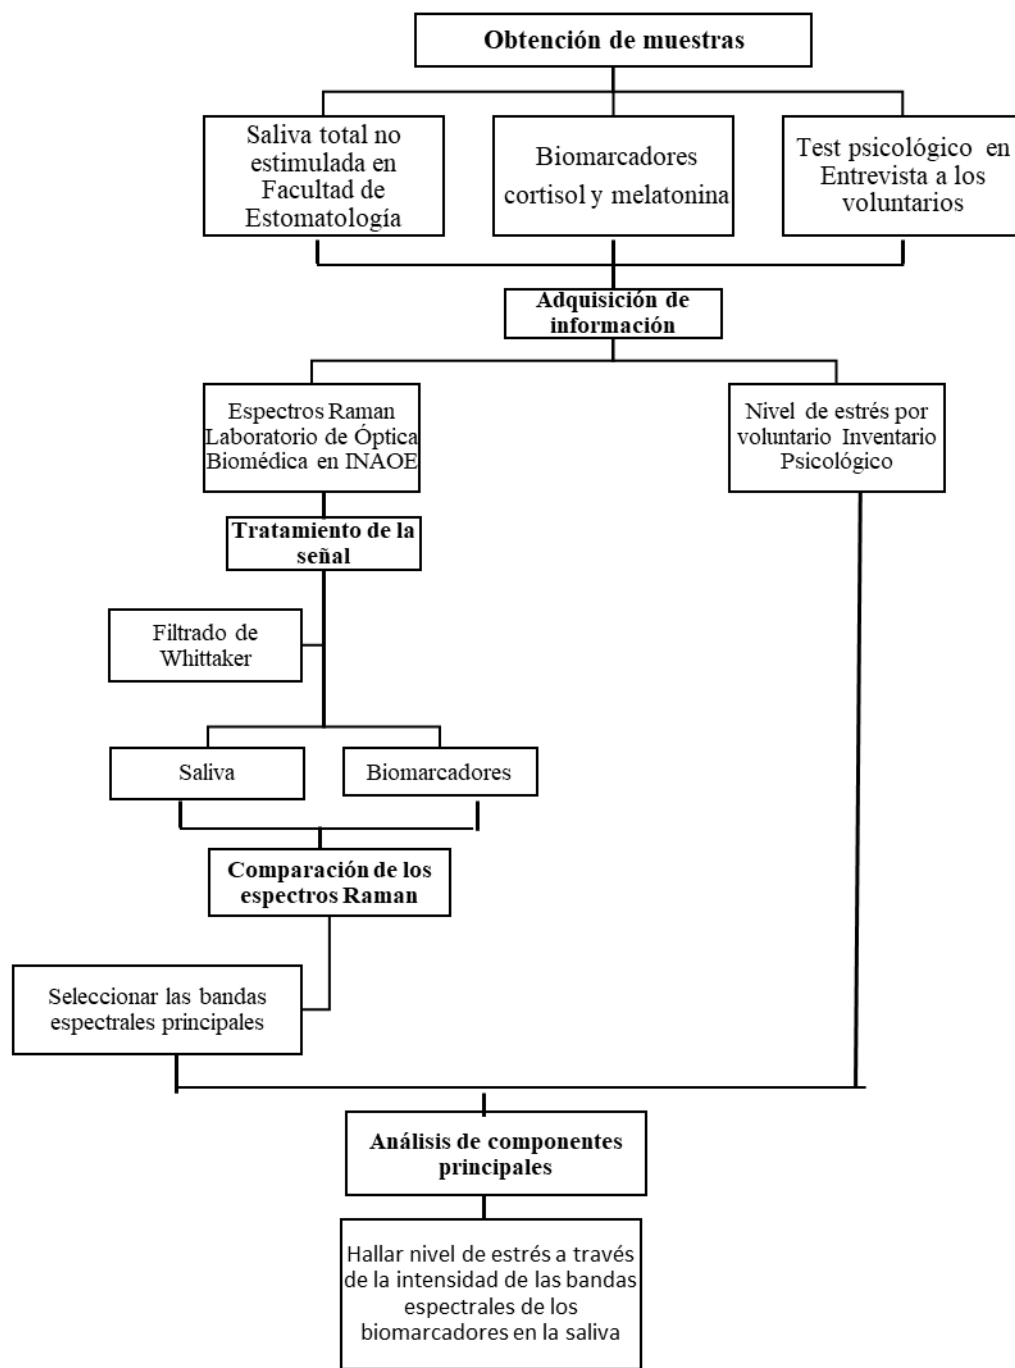 Obtención de muestras
Saliva total no
estimulada en
Facultad de
Estomatología
Biomarcadores
cortisol y melatonina
Test psicológico en
Entrevista a los
voluntarios
Adquisición de
información
Espectros Raman
Laboratorio de Óptica
Biomédica en INAOE
Nivel de estrés por
voluntario Inventario
Psicológico
Tratamiento de la
señal
Filtrado de
Whittaker
Saliva
Biomarcadores
Comparación de los
espectros Raman
Seleccionar las bandas
espectrales principales
Análisis de componentes
principales
Hallar nivel de estrés a través
de la intensidad de las bandas
espectrales de los
biomarcadores en la saliva